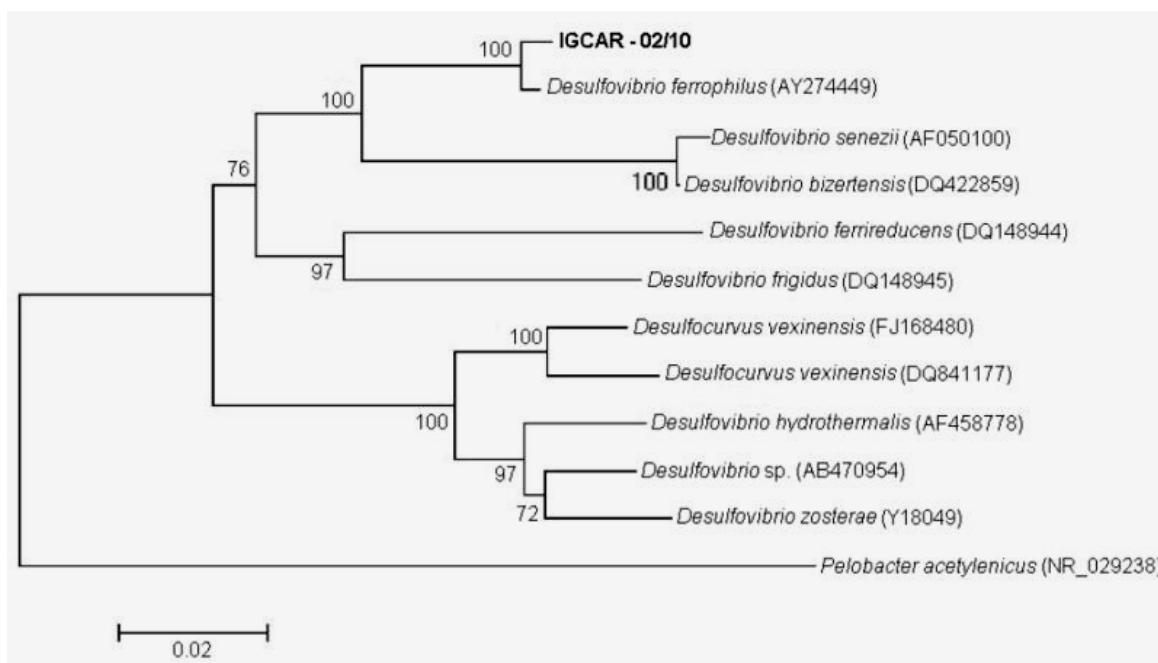 100
IGCAR - 02/10
Desulfovibrio ferrophilus (AY274449)
100
Desulfovibrio senezii (AF050100)
76
100
Desulfovibrio bizertensis (DQ422859)
Desulfovibrio ferrireducens (DQ148944)
97
Desulfovibrio frigidus (DQ148945)
Desulfocurvus vexinensis (FJ168480)
100
Desulfocurvus vexinensis (DQ841177)
100
Desulfovibrio hydrothermalis (AF458778)
97
Desulfovibrio sp. (AB470954)
72
Desulfovibrio zosterae (Y18049)
Pelobacter acetylenicus (NR_029238)
0.02